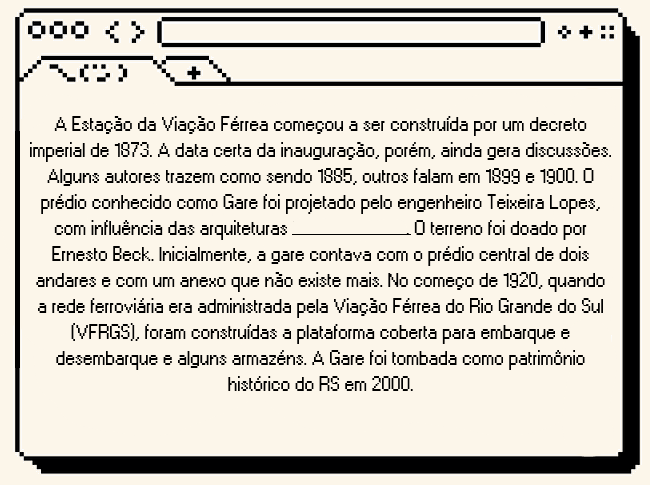 A Estação da Viação Férrea começou a ser construída por um decreto
imperial de 1873. A data certa da inauguração, porém, ainda gera discussões.
Alguns autores trazem como sendo 1885, outros falam em 1899 e 1900. O
prédio conhecido como Gare foi projetado pelo engenheiro Teixeira Lopes,
com influência das arquiteturas ______________. O terreno foi doado por
Ernesto Beck. Inicialmente, a gare contava com o prédio central de dois
andares e com um anexo que não existe mais. No começo de 1920, quando
a rede ferroviária era administrada pela Viação Férrea do Rio Grande do Sul
(VFRGS), foram construídas a plataforma coberta para embarque e
desembarque e alguns armazéns. A Gare foi tombada como patrimônio
histórico do RS em 2000.